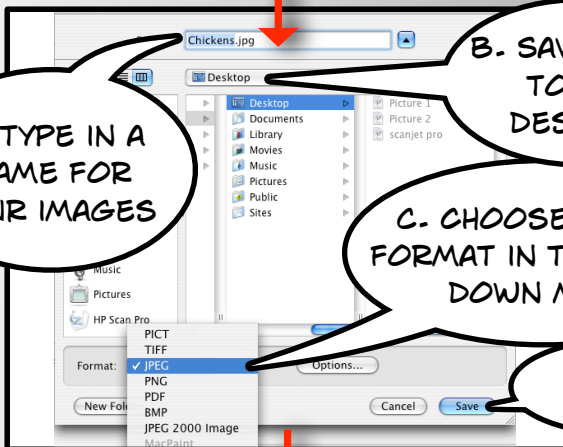 Chickens.jpg
Desktop
B. SAV
TO
DES
TYPE IN A
AME FOR
R IMAGES
Desktop
Documents
Library
Movies
Music
Pictures
Public
Sites
Picture 1
Picture 2
scanjet pro
C. CHOOSE
FORMAT IN T
DOWN
Music
Pictures
HP Scan Pro
Format:
PICT
TIFF
✓ JPEG
PNG
PDF
BMP
JPEG 2000 Image
MacPaint
Options...
New Fol
Cancel
Save